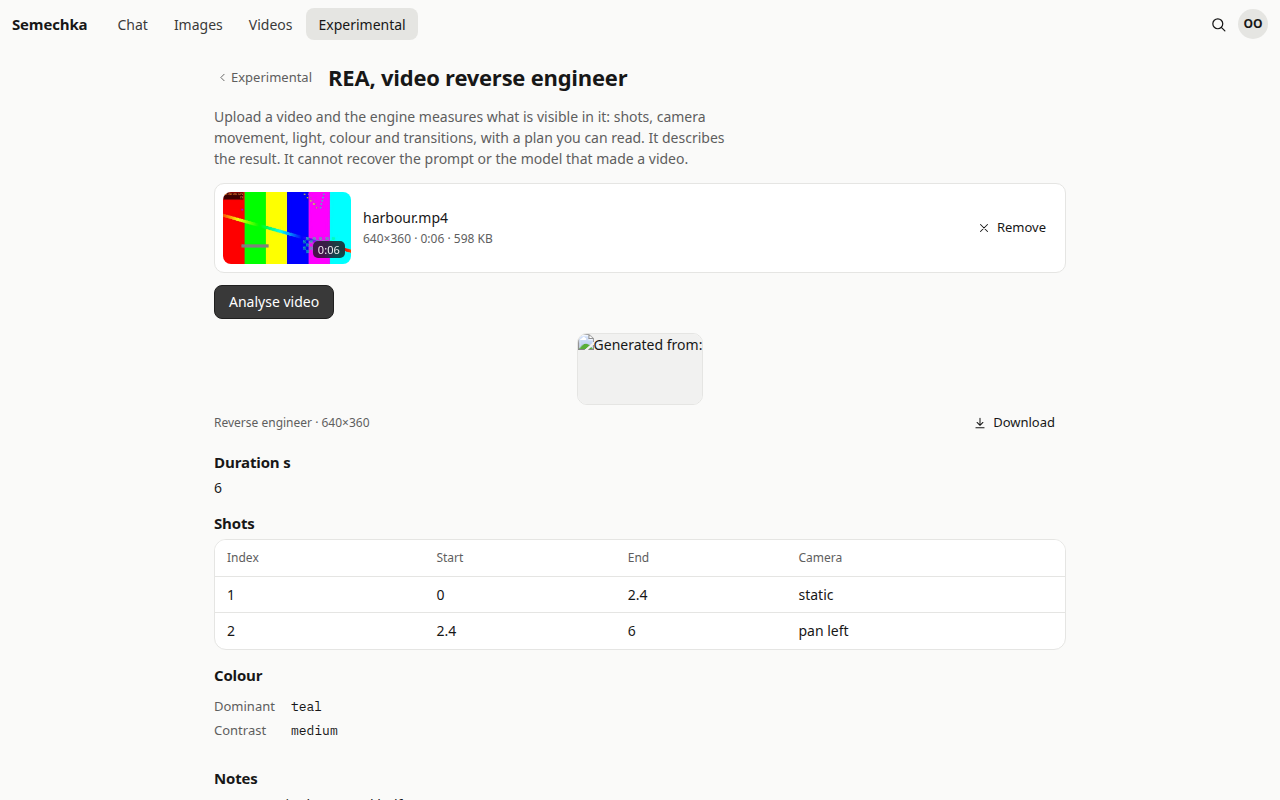 Semechka Chat Images Videos Experimental OO
Experimental REA, video reverse engineer
Upload a video and the engine measures what is visible in it: shots, camera
movement, light, colour and transitions, with a plan you can read. It describes
the result. It cannot recover the prompt or the model that made a video.
harbour.mp4
640×360 · 0:06 · 598 KB
Remove
0:06
Analyse video
Generated from:
Reverse engineer · 640×360
Download
Duration s
6
Shots
Index Start End Camera
1 0 2.4 static
2 2.4 6 pan left
Colour
Dominant teal
Contrast medium
Notes